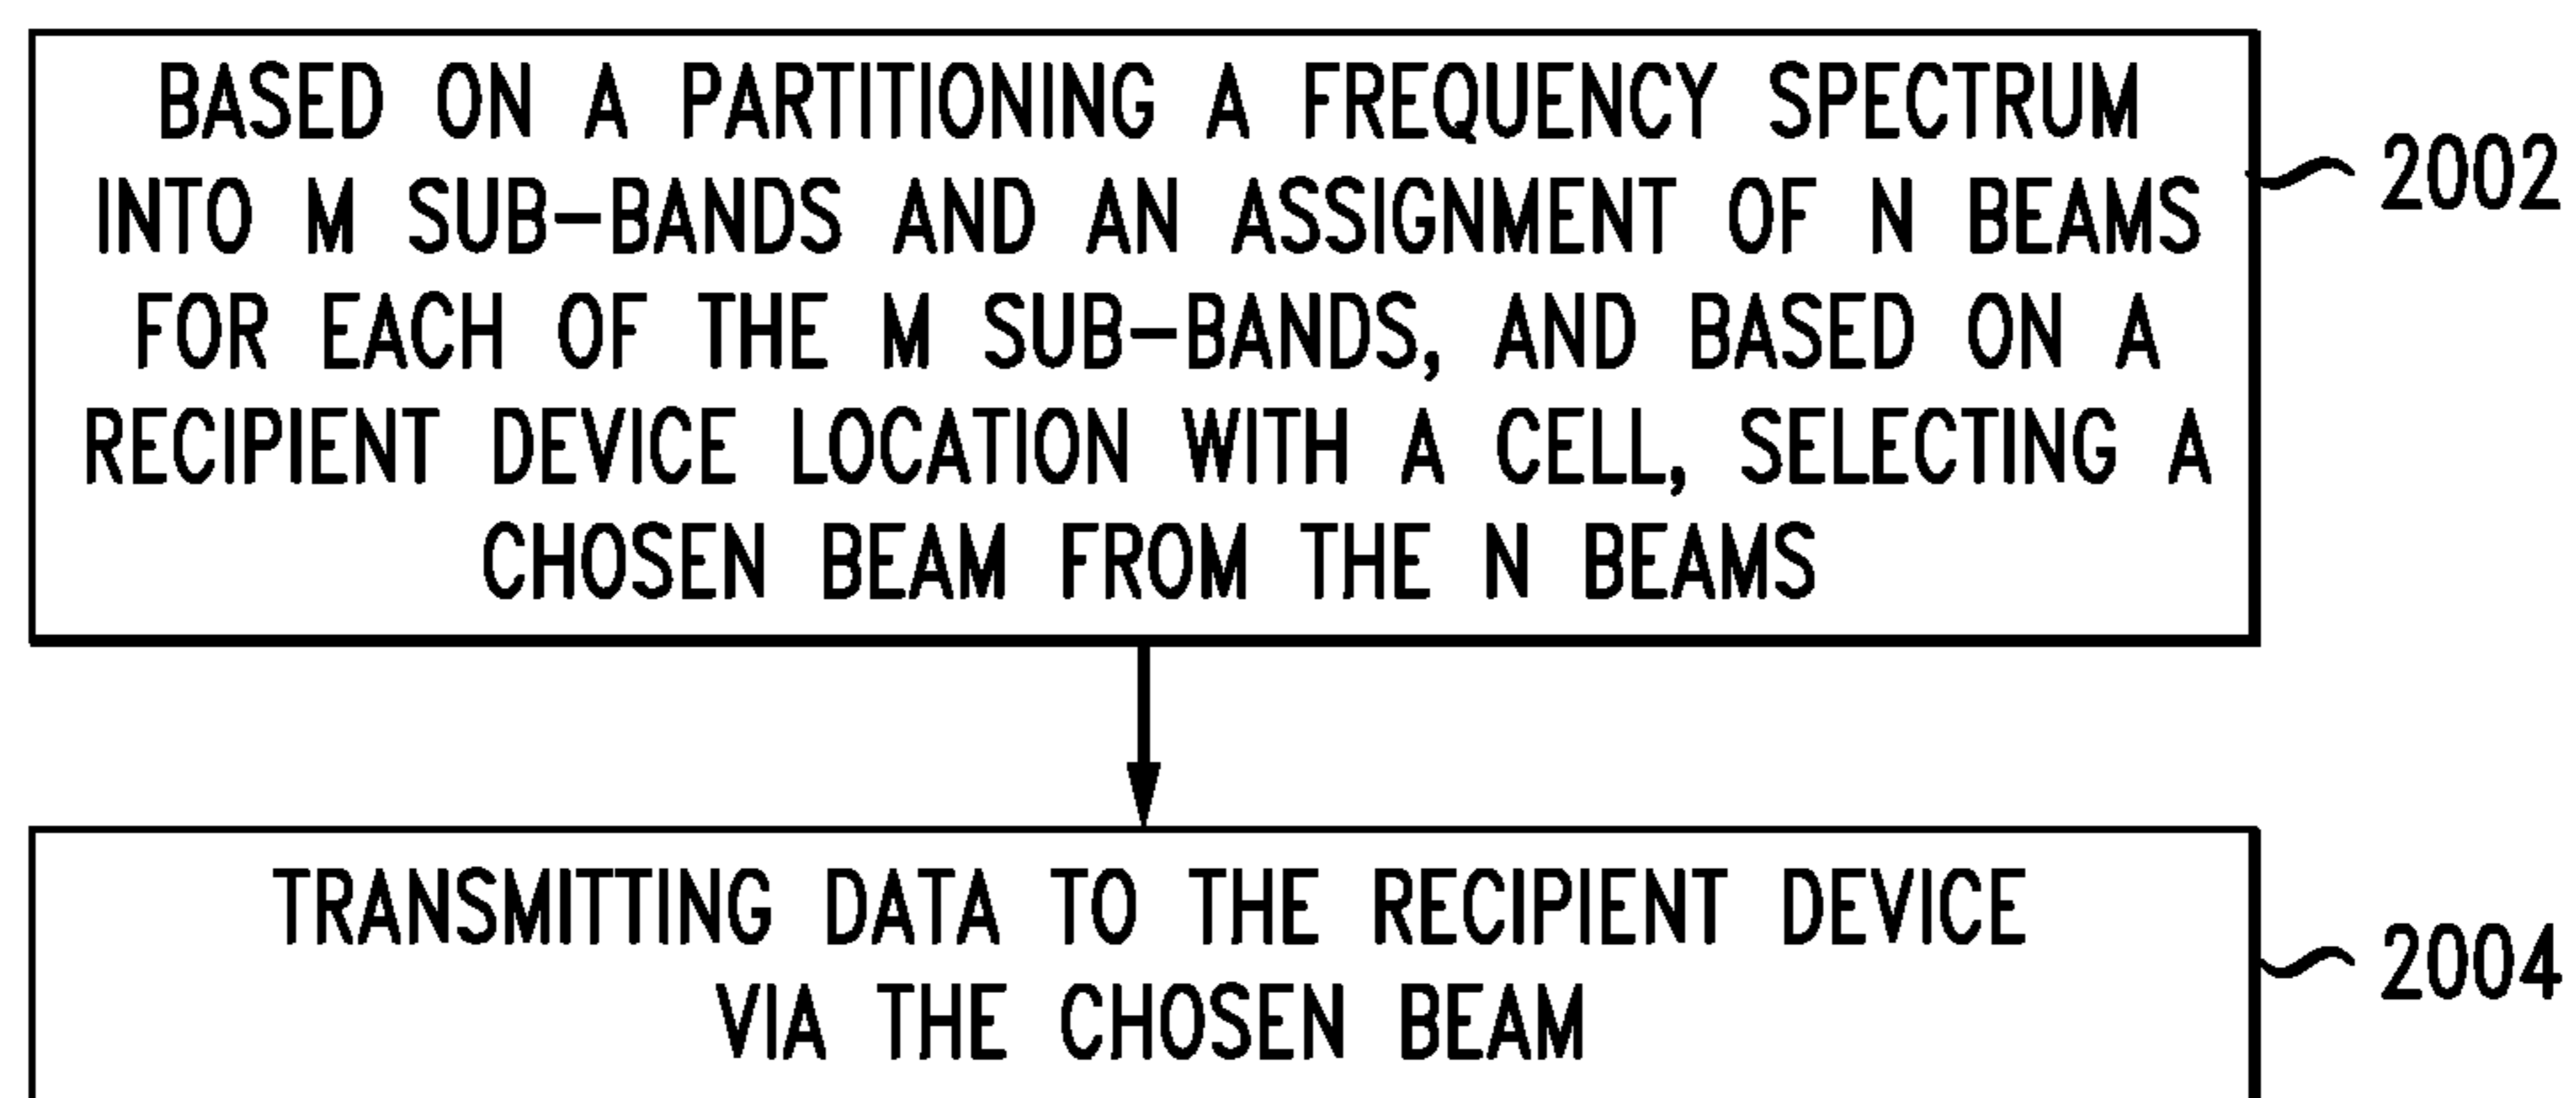 BASED ON A PARTITIONING A FREQUENCY SPECTRUM
INTO M SUB-BANDS AND AN ASSIGNMENT OF N BEAMS
FOR EACH OF THE M SUB-BANDS, AND BASED ON A
RECIPIENT DEVICE LOCATION WITH A CELL, SELECTING A
CHOSEN BEAM FROM THE N BEAMS
2002
TRANSMITTING DATA TO THE RECIPIENT DEVICE
VIA THE CHOSEN BEAM
2004